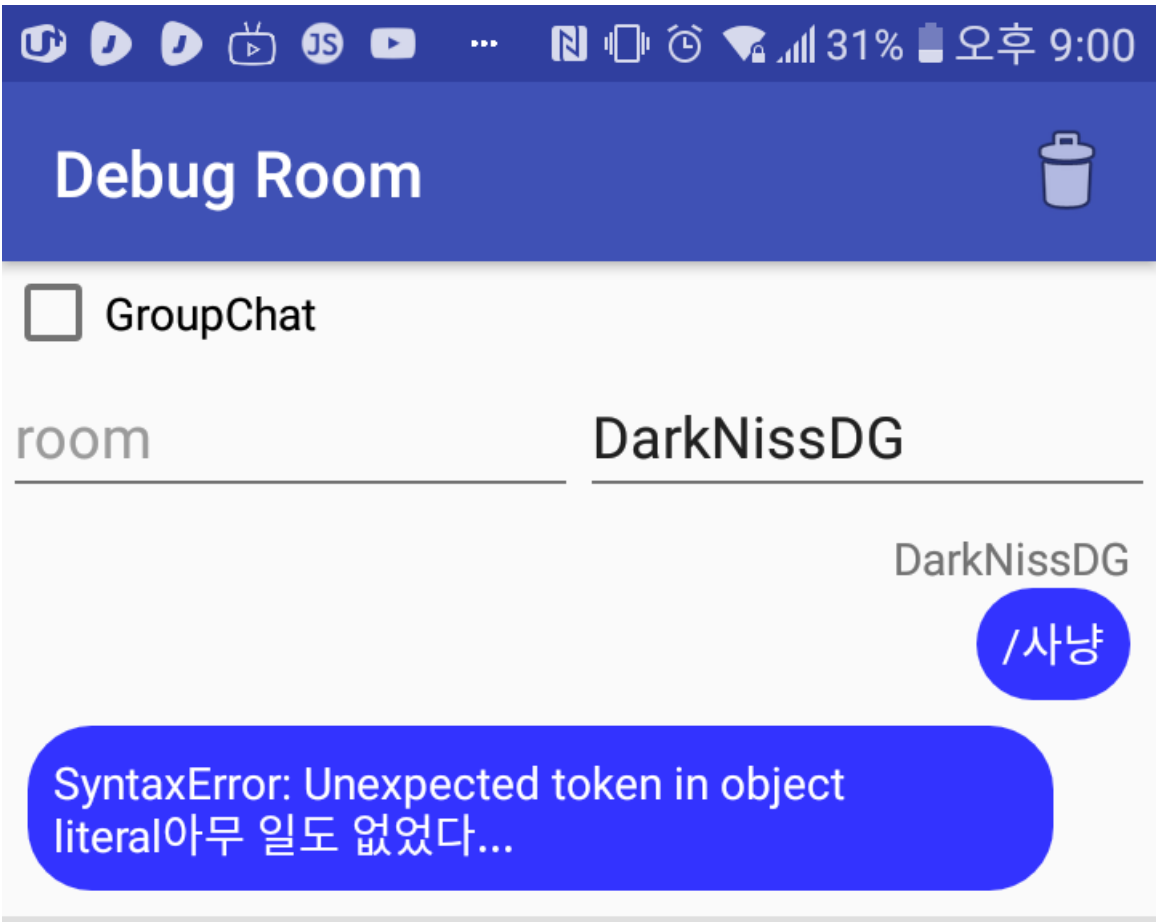 JS ... N 31% 오후 9:00
Debug Room
GroupChat
room DarkNissDG
DarkNissDG
/사냥
SyntaxError: Unexpected token in object
literal아무 일도 없었다...